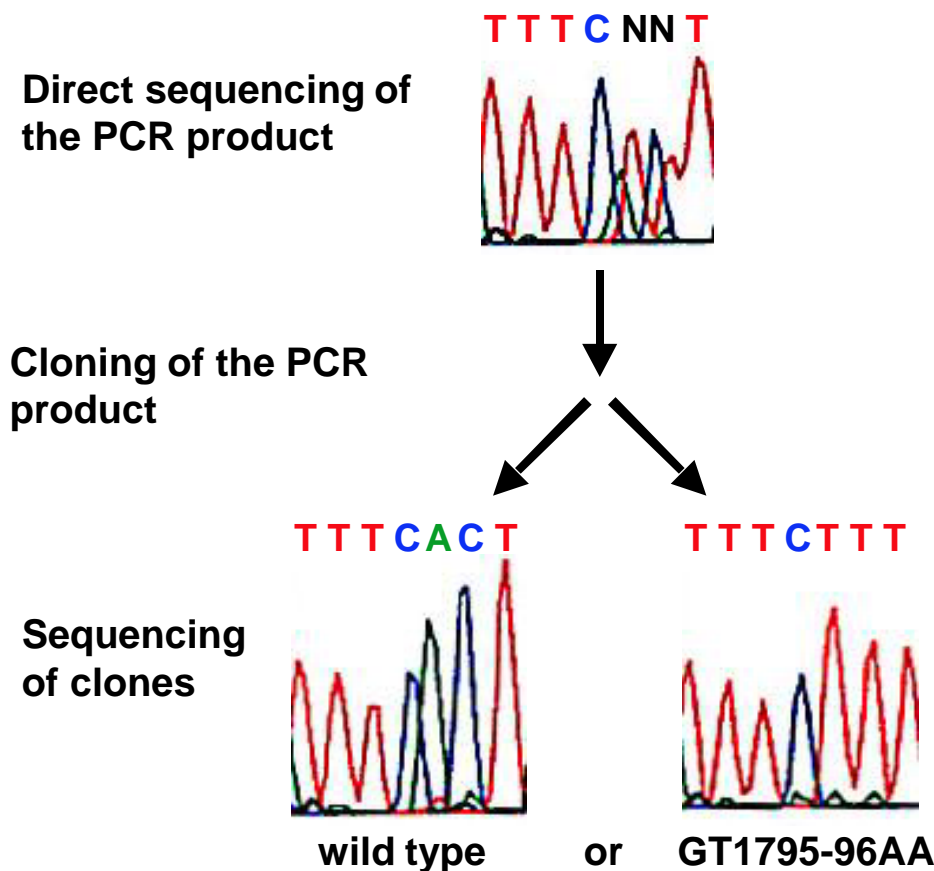 T T T C N N T
Direct sequencing of
the PCR product
Cloning of the PCR
product
T T T C A C T
T T T C T T T
Sequencing
of clones
wild type or GT1795-96AA